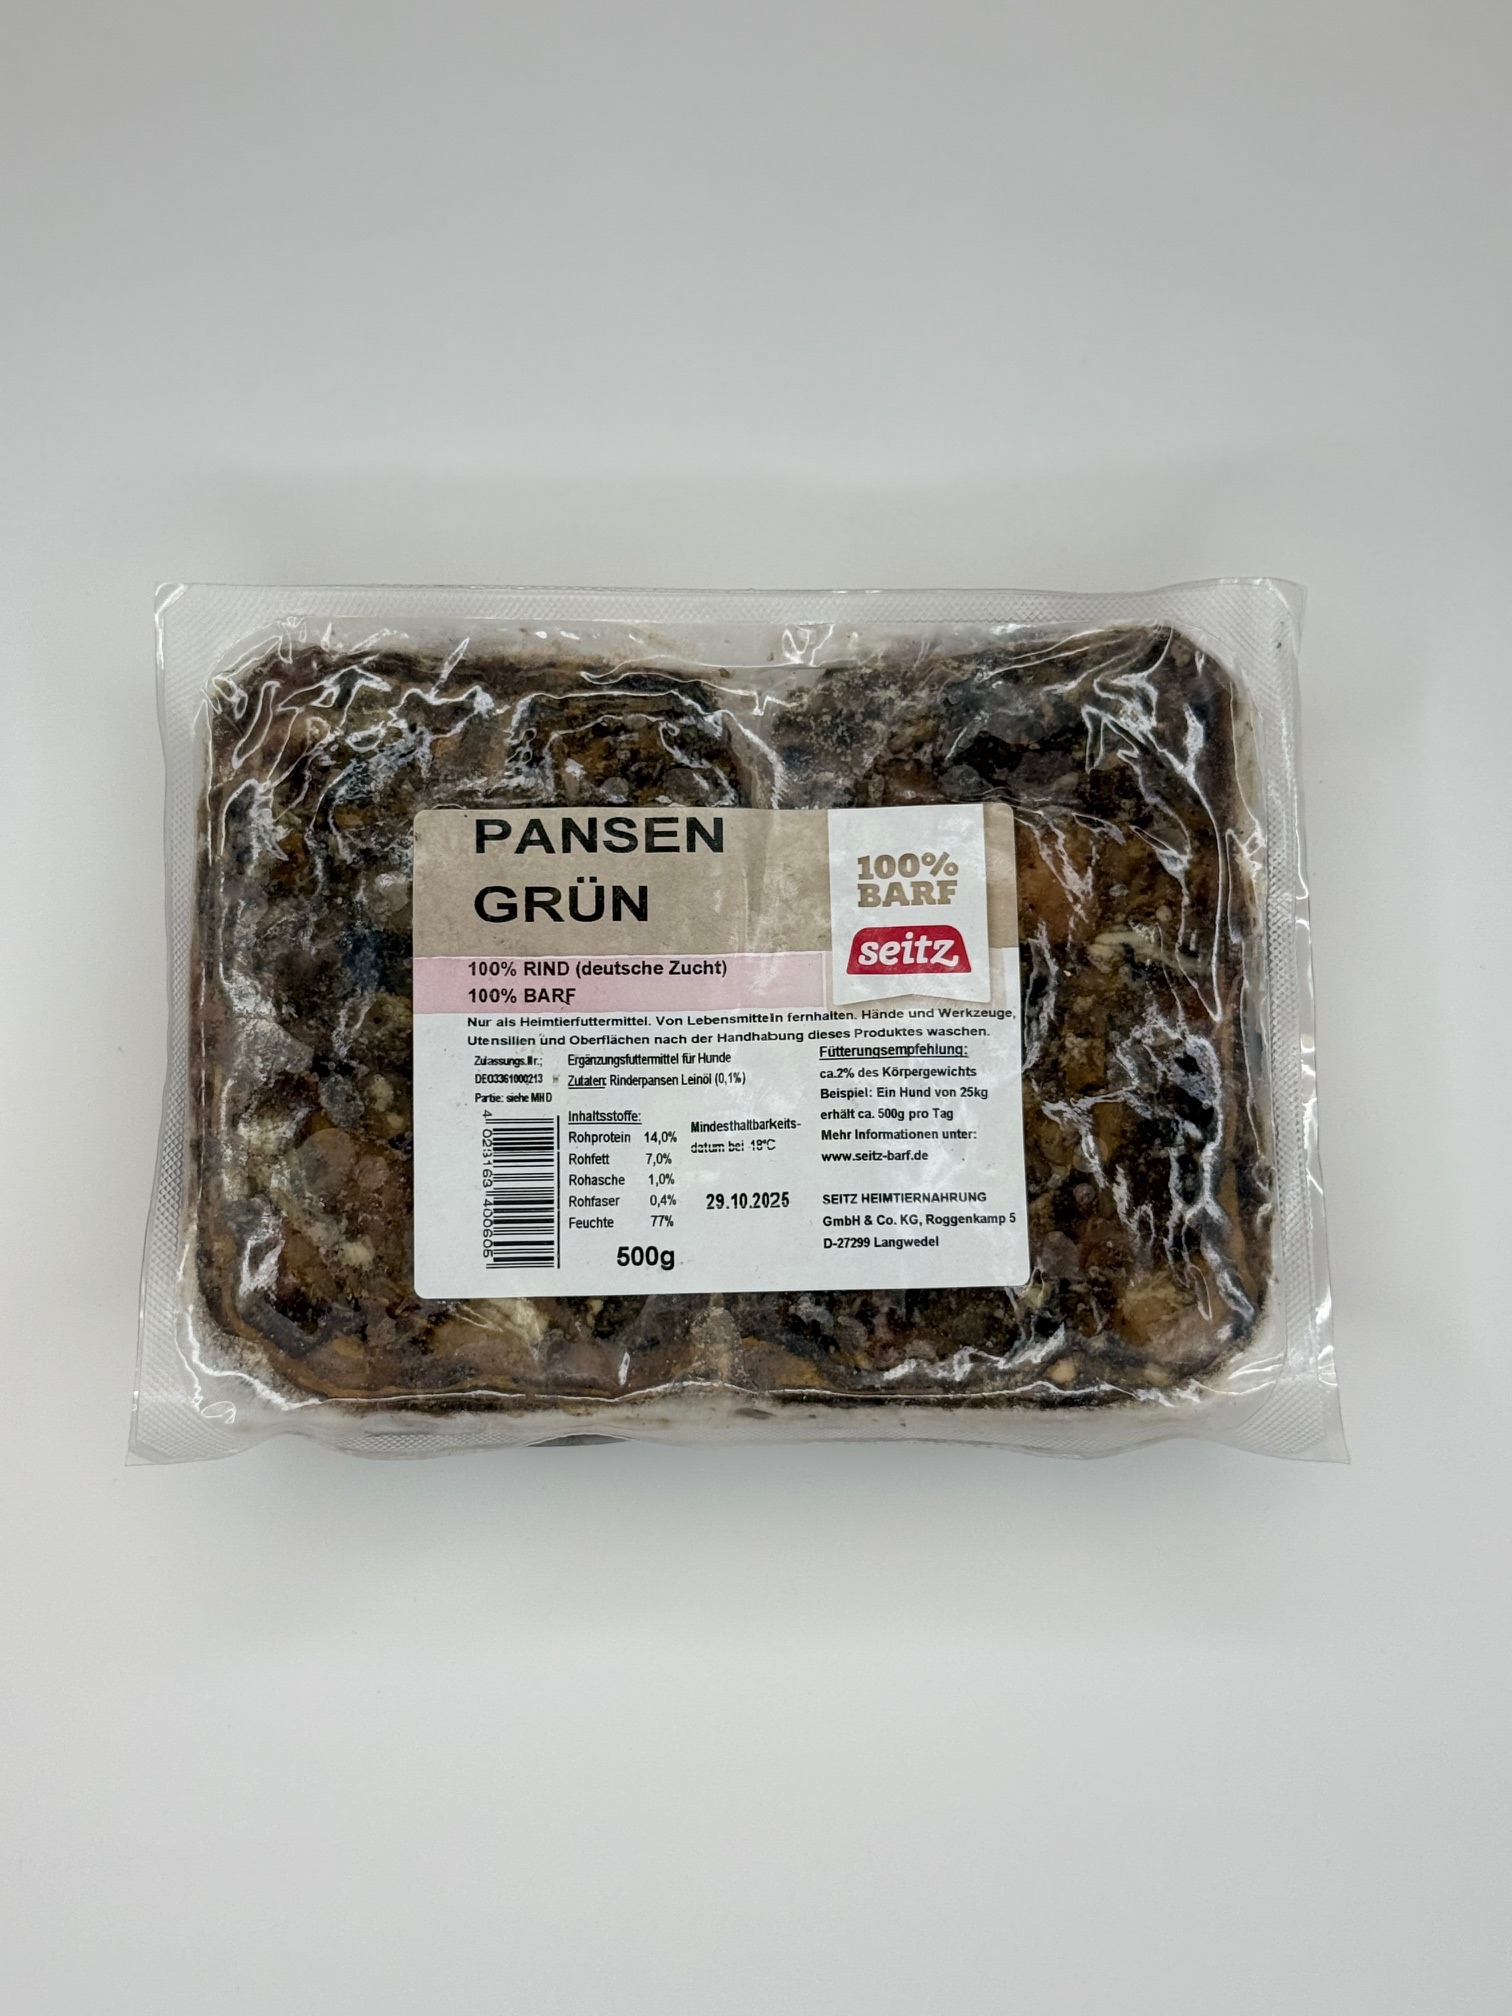 PANSEN
GRÜN
100% BARF
seitz
100% RIND (deutsche Zucht)
100% BARF
Nur als Heimtierfuttermittel. Von Lebensmitteln fernhalten. Hände und Werkzeuge,
Utensilien und Oberflächen nach der Handhabung dieses Produktes waschen.
Zulassungs.Nr.:
DE03361000213
Partie: siehe MHD
4 023163 400605
Ergänzungsfuttermittel für Hunde
Zutaten: Rinderpansen Leinöl (0,1%)
Inhaltsstoffe:
Rohprotein 14,0%
Rohfett 7,0%
Rohasche 1,0%
Rohfaser 0,4%
Feuchte 77%
500g
Mindesthaltbarkeits-
datum bei -18°C
29.10.2025
Fütterungsempfehlung:
ca.2% des Körpergewichts
Beispiel: Ein Hund von 25kg
erhält ca. 500g pro Tag
Mehr Informationen unter:
www.seitz-barf.de
SEITZ HEIMTIERNAHRUNG
GmbH & Co. KG, Roggenkamp 5
D-27299 Langwedel